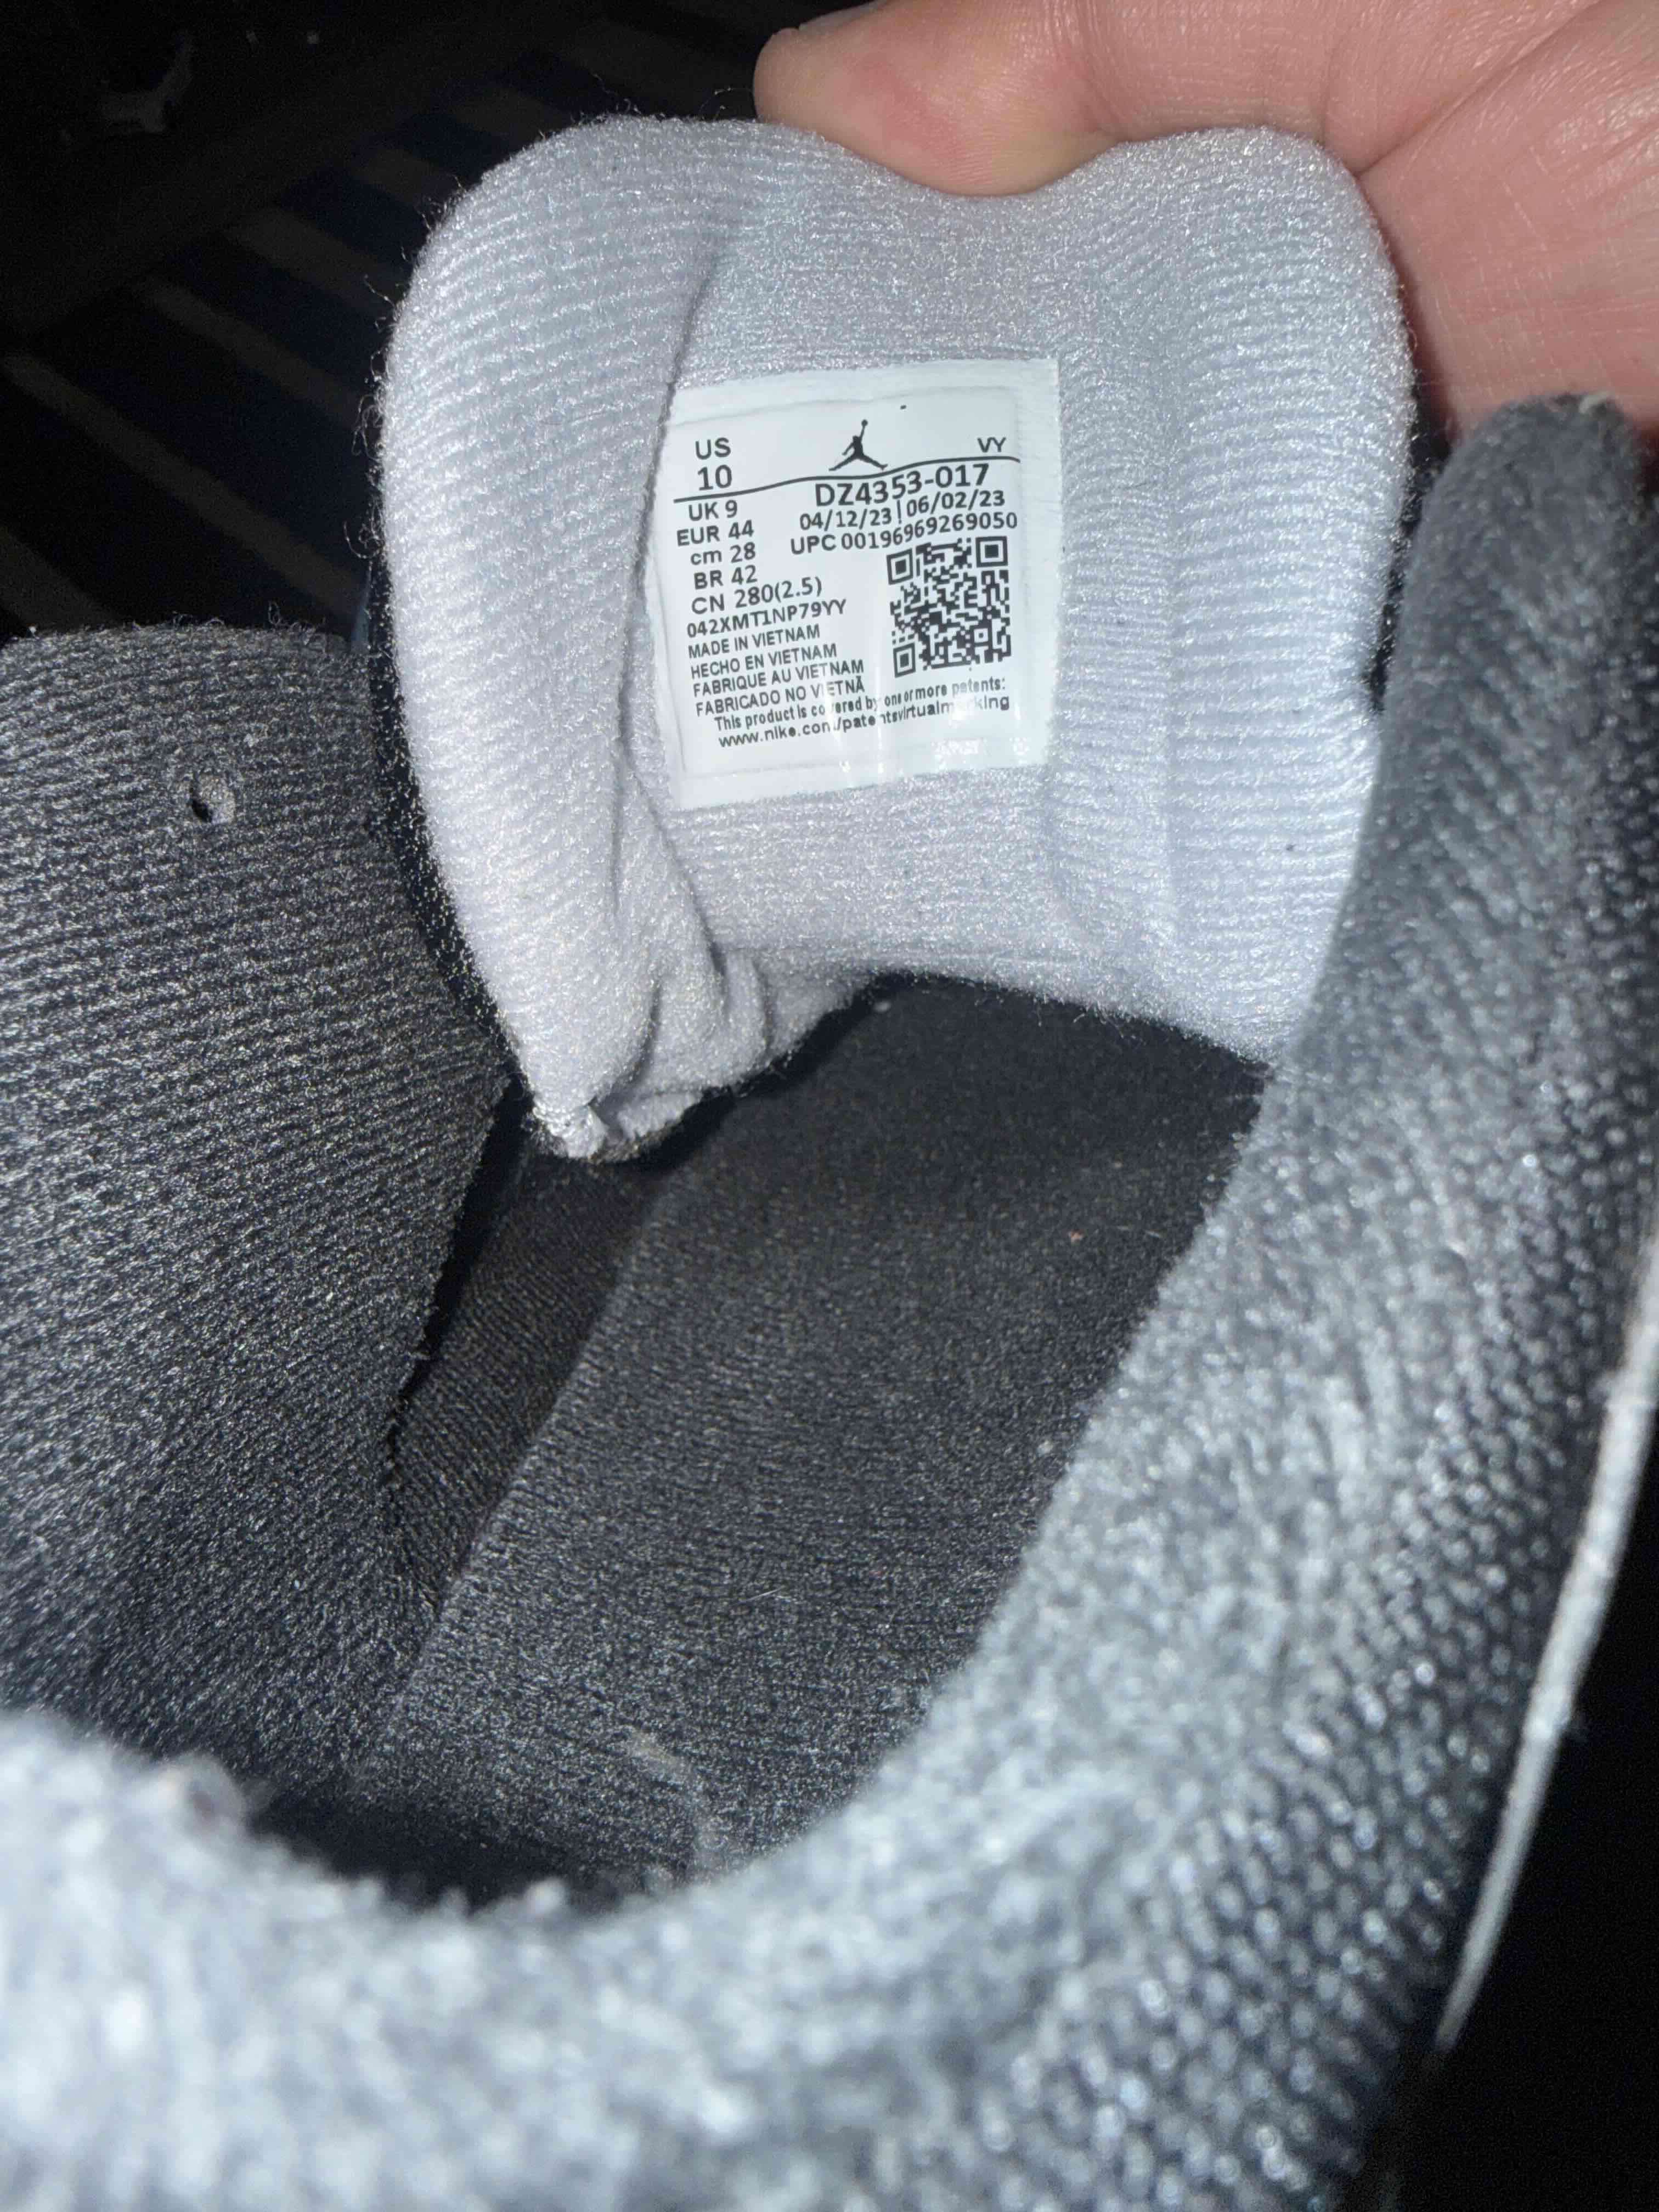 US
10
VY
DZ4353-017
UK 9
04/12/23|06/02/23
EUR 44
UPC 00196969269050
cm 28
BR 42
CN 280(2.5)
042XMT1NP79YY
MADE IN VIETNAM
HECHO EN VIETNAM
FABRIQUE AU VIETNAM
FABRICADO NO VIETNÃ
This product is covered by one or more patents:
www.nike.com/patentsvirtualmarking